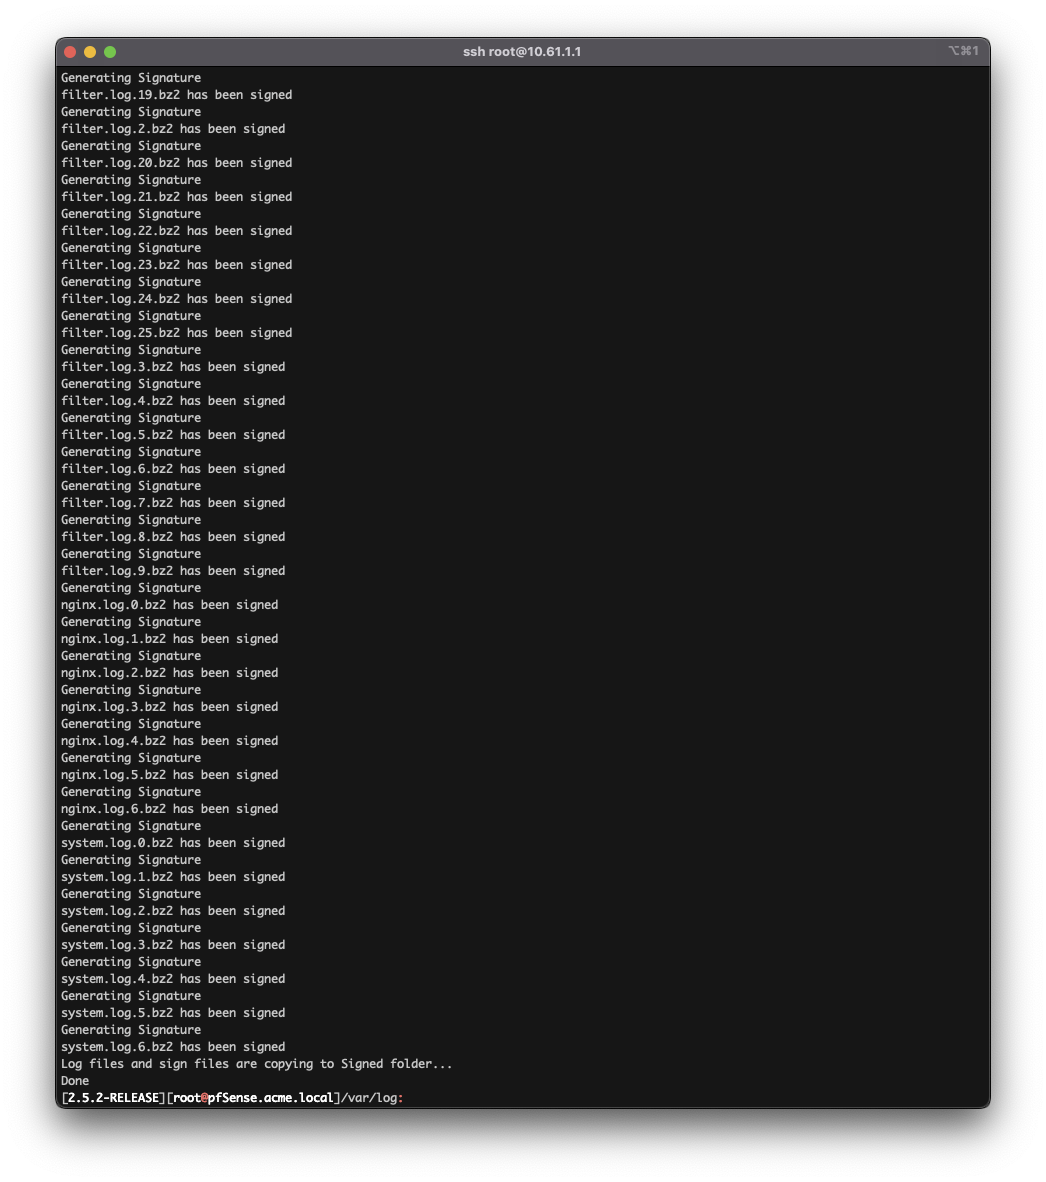 ssh root@10.61.1.1
⌥⌘1
Generating Signature
filter.log.19.bz2 has been signed
Generating Signature
filter.log.2.bz2 has been signed
Generating Signature
filter.log.20.bz2 has been signed
Generating Signature
filter.log.21.bz2 has been signed
Generating Signature
filter.log.22.bz2 has been signed
Generating Signature
filter.log.23.bz2 has been signed
Generating Signature
filter.log.24.bz2 has been signed
Generating Signature
filter.log.25.bz2 has been signed
Generating Signature
filter.log.3.bz2 has been signed
Generating Signature
filter.log.4.bz2 has been signed
Generating Signature
filter.log.5.bz2 has been signed
Generating Signature
filter.log.6.bz2 has been signed
Generating Signature
filter.log.7.bz2 has been signed
Generating Signature
filter.log.8.bz2 has been signed
Generating Signature
filter.log.9.bz2 has been signed
Generating Signature
nginx.log.0.bz2 has been signed
Generating Signature
nginx.log.1.bz2 has been signed
Generating Signature
nginx.log.2.bz2 has been signed
Generating Signature
nginx.log.3.bz2 has been signed
Generating Signature
nginx.log.4.bz2 has been signed
Generating Signature
nginx.log.5.bz2 has been signed
Generating Signature
nginx.log.6.bz2 has been signed
Generating Signature
system.log.0.bz2 has been signed
Generating Signature
system.log.1.bz2 has been signed
Generating Signature
system.log.2.bz2 has been signed
Generating Signature
system.log.3.bz2 has been signed
Generating Signature
system.log.4.bz2 has been signed
Generating Signature
system.log.5.bz2 has been signed
Generating Signature
system.log.6.bz2 has been signed
Log files and sign files are copying to Signed folder...
Done
[2.5.2-RELEASE][root@pfSense.acme.local]/var/log: